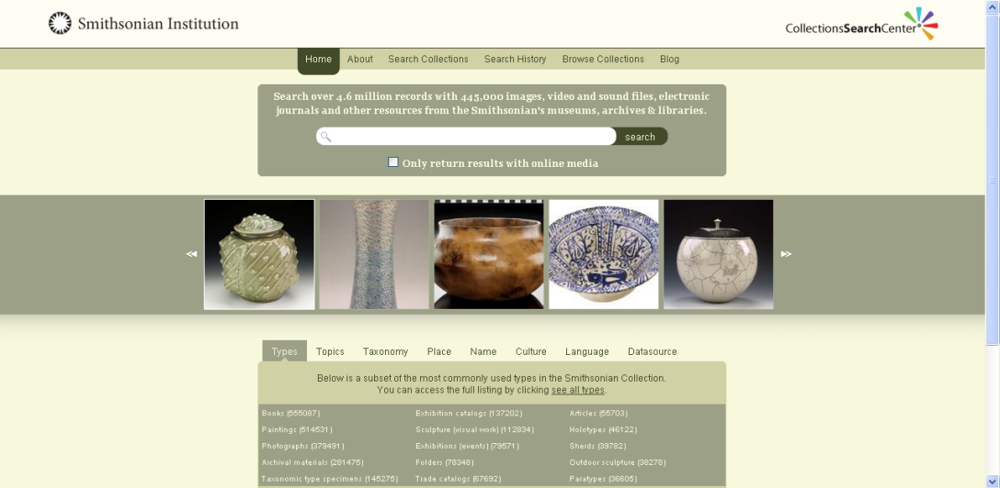 Smithsonian Institution
CollectionsSearchCenter
Home About Search Collections Search History Browse Collections Blog
Search over 4.6 million records with 445,000 images, video and sound files, electronic
journals and other resources from the Smithsonian's museums, archives & libraries.
search
Only return results with online media
Types Topics Taxonomy Place Name Culture Language Datasource
Below is a subset of the most commonly used types in the Smithsonian Collection.
You can access the full listing by clicking see all types.
Books (555087) Exhibition catalogs (137202) Articles (55703)
Paintings (514531) Sculpture (visual work) (112834) Holotypes (46122)
Photographs (379491) Exhibitions (events) (79571) Sherds (39782)
Archival materials (281475) Folders (78348) Outdoor sculpture (38278)
Taxonomic type specimens (145275) Trade catalogs (67692) Paratypes (36605)